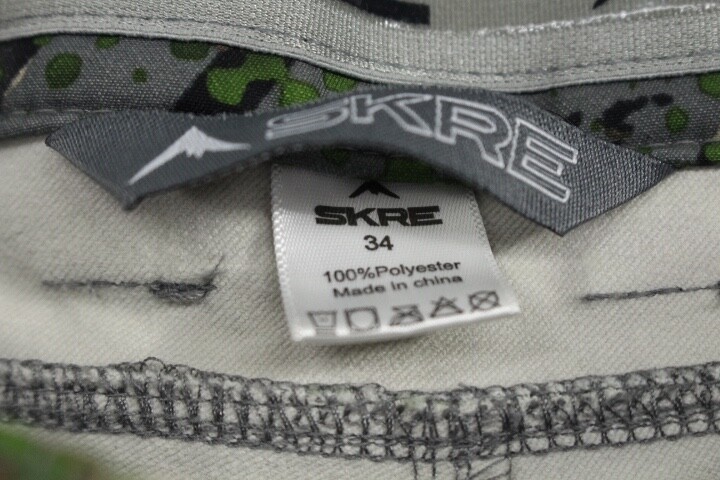 SKRE
SKRE
34
100%Polyester
Made in china